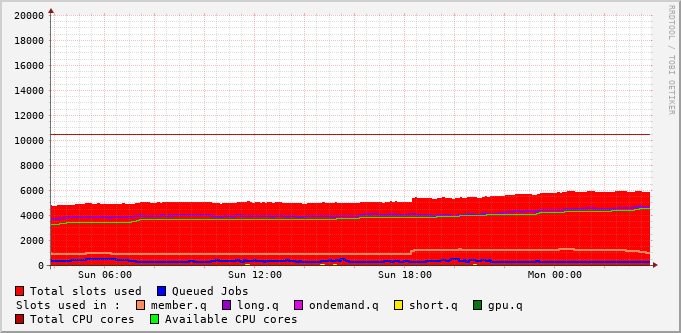 20000
18000
16000
14000
12000
10000
8000
6000
4000
2000
0
Sun 06:00 Sun 12:00 Sun 18:00 Mon 00:00
Total slots used Queued Jobs
Slots used in : member.q long.q ondemand.q short.q gpu.q
Total CPU cores Available CPU cores
RRDTOOL / TOBI OETIKER